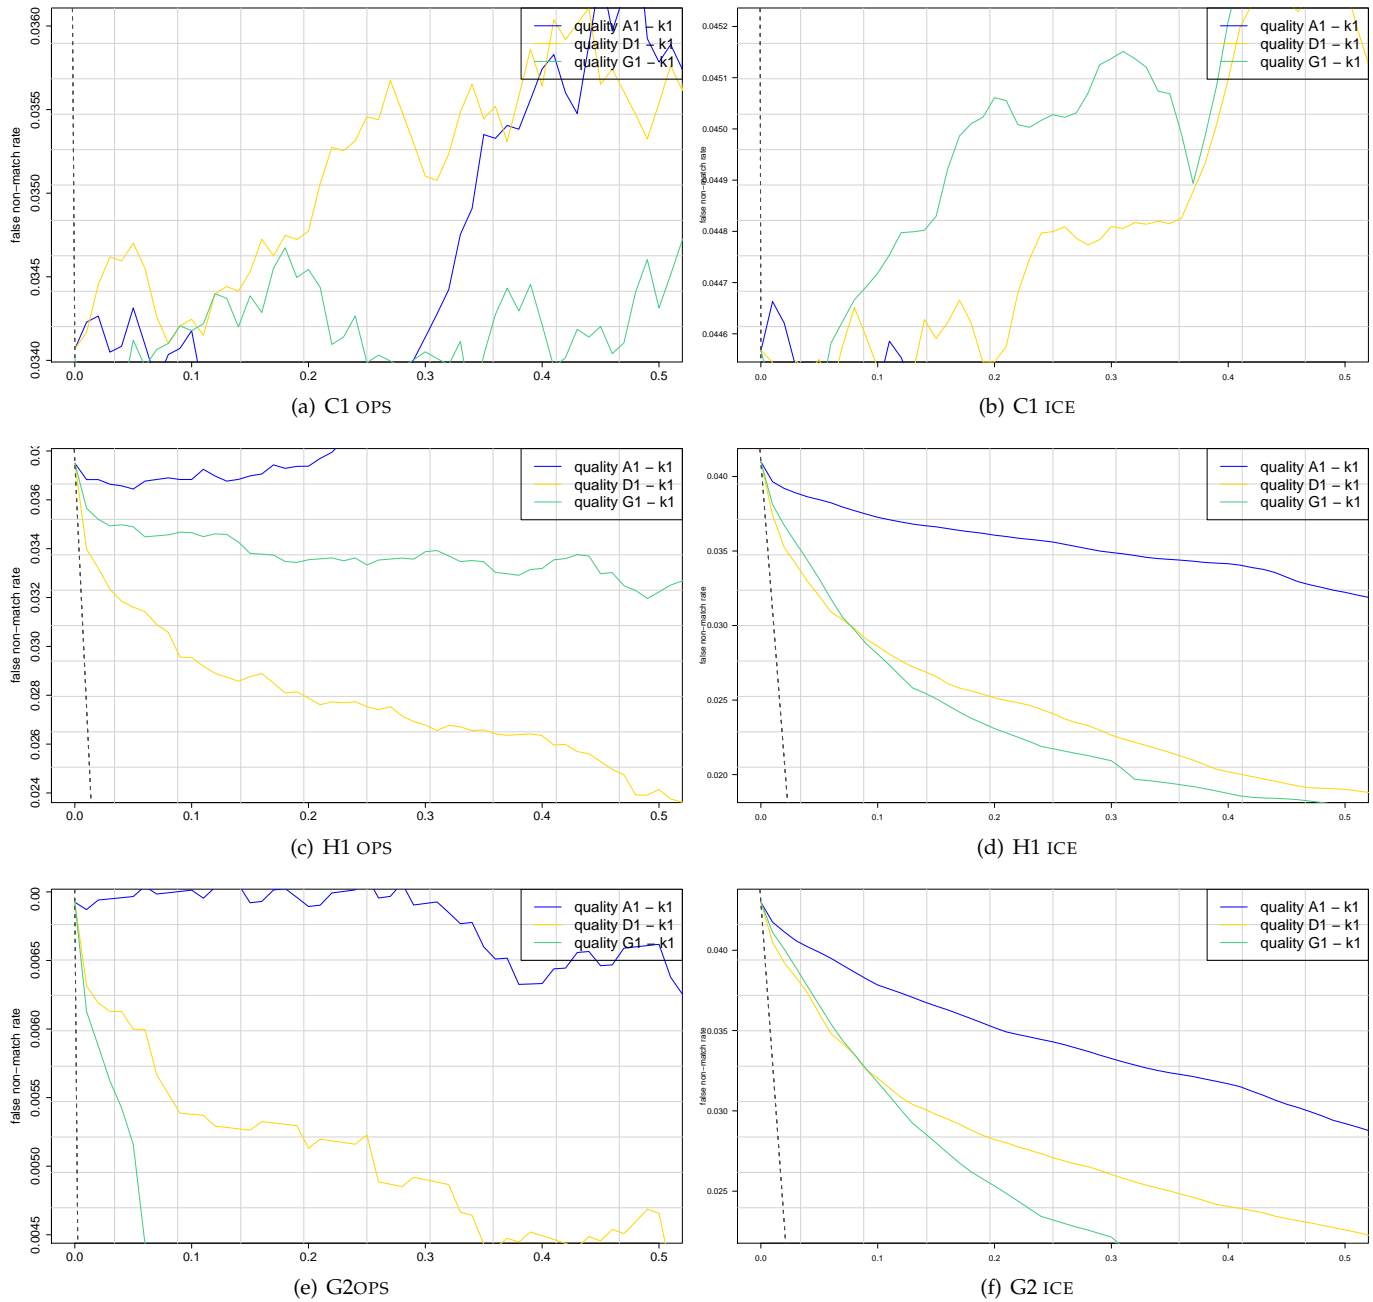 false non−match rate
0.0360
0.0355
0.0350
0.0345
0.0340
quality A1 − k1
quality D1 − k1
quality G1 − k1
0.0 0.1 0.2 0.3 0.4 0.5
(a) C1 OPS
false non−match rate
0.0452
0.0451
0.0450
0.0449
0.0448
0.0447
0.0446
quality A1 − k1
quality D1 − k1
quality G1 − k1
0.0 0.1 0.2 0.3 0.4 0.5
(b) C1 ICE
false non−match rate
0.036
0.034
0.032
0.030
0.028
0.026
0.024
quality A1 − k1
quality D1 − k1
quality G1 − k1
0.0 0.1 0.2 0.3 0.4 0.5
(c) H1 OPS
false non−match rate
0.040
0.035
0.030
0.025
0.020
quality A1 − k1
quality D1 − k1
quality G1 − k1
0.0 0.1 0.2 0.3 0.4 0.5
(d) H1 ICE
false non−match rate
0.0065
0.0060
0.0055
0.0050
0.0045
quality A1 − k1
quality D1 − k1
quality G1 − k1
0.0 0.1 0.2 0.3 0.4 0.5
(e) G2OPS
false non−match rate
0.040
0.035
0.030
0.025
quality A1 − k1
quality D1 − k1
quality G1 − k1
0.0 0.1 0.2 0.3 0.4 0.5
(f) G2 ICE